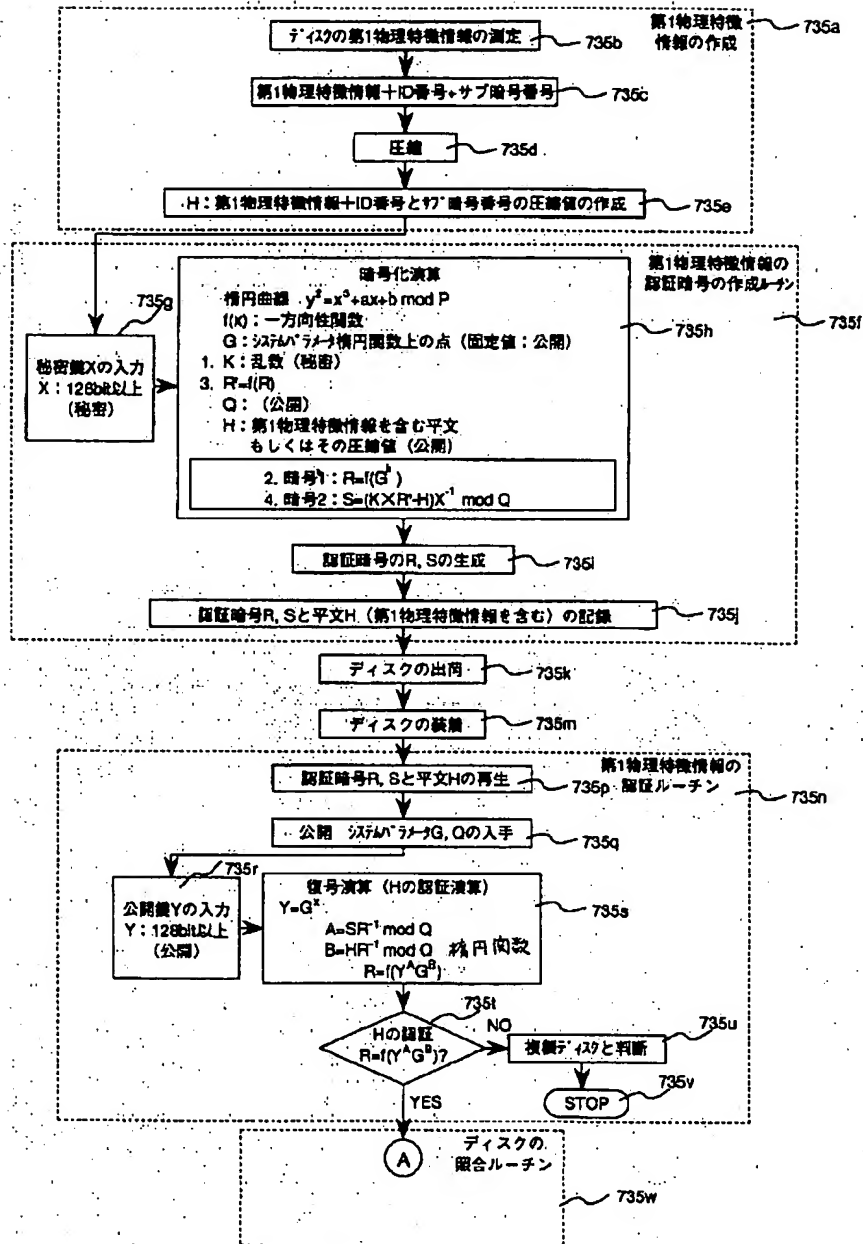 第1物理特徴
情報の作成
735a
ディスクの第1物理特徴情報の測定
735b
第1物理特徴情報+ID番号+サブ暗号番号
735c
圧縮
735d
H:第1物理特徴情報+ID番号とサブ暗号番号の圧縮値の作成
735e
第1物理特徴情報の
認証暗号の作成ルーチン
735f
735g
秘密鍵Xの入力
X:128bit以上
(秘密)
暗号化演算
楕円曲線 y²=x³+ax+b mod P
f(x):一方向性関数
G:システムパラメータ楕円関数上の点(固定値:公開)
1. K:乱数(秘密)
3. R'=f(R)
Q:(公開)
H:第1物理特徴情報を含む平文
もしくはその圧縮値(公開)
2. 暗号1:R=f(Gᵏ)
4. 暗号2:S=(K×R'-H)X⁻¹ mod Q
735h
認証暗号のR, Sの生成
735i
認証暗号R, Sと平文H(第1物理特徴情報を含む)の記録
735j
ディスクの出荷
735k
ディスクの装着
735m
第1物理特徴情報の
認証ルーチン
735n
認証暗号R, Sと平文Hの再生
735p
公開 システムパラメータG, Qの入手
735q
735r
公開鍵Yの入力
Y:128bit以上
(公開)
復号演算(Hの認証演算)
Y=Gˣ
A=SR⁻¹ mod Q
B=HR⁻¹ mod Q 楕円関数
R=f(YᴬGᴮ)
735s
735t
Hの認証
R=f(YᴬGᴮ)?
NO
複製ディスクと判断
735u
STOP
735v
YES
A
ディスクの
照合ルーチン
735w